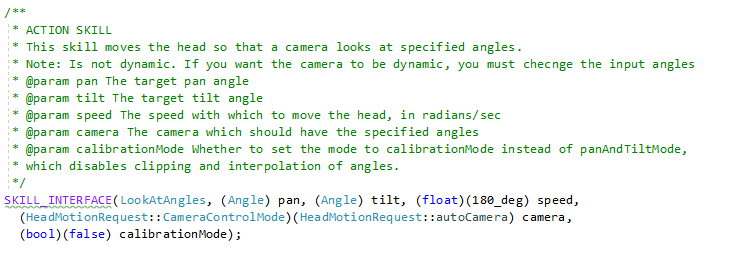 /**
* ACTION SKILL
* This skill moves the head so that a camera looks at specified angles.
* Note: Is not dynamic. If you want the camera to be dynamic, you must checnge the input angles
* @param pan The target pan angle
* @param tilt The target tilt angle
* @param speed The speed with which to move the head, in radians/sec
* @param camera The camera which should have the specified angles
* @param calibrationMode Whether to set the mode to calibrationMode instead of panAndTiltMode,
* which disables clipping and interpolation of angles.
*/
SKILL_INTERFACE(LookAtAngles, (Angle) pan, (Angle) tilt, (float)(180_deg) speed,
(HeadMotionRequest::CameraControlMode)(HeadMotionRequest::autoCamera) camera,
(bool)(false) calibrationMode);